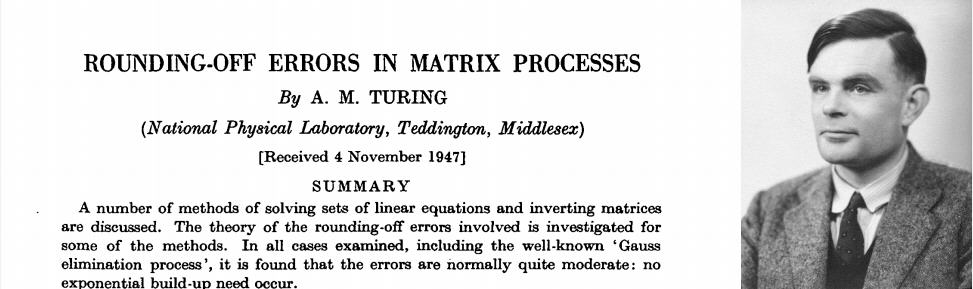 ROUNDING-OFF ERRORS IN MATRIX PROCESSES
By A. M. TURING
(National Physical Laboratory, Teddington, Middlesex)
[Received 4 November 1947]
SUMMARY
A number of methods of solving sets of linear equations and inverting matrices
are discussed. The theory of the rounding-off errors involved is investigated for
some of the methods. In all cases examined, including the well-known ‘Gauss
elimination process’, it is found that the errors are normally quite moderate: no
exponential build-up need occur.